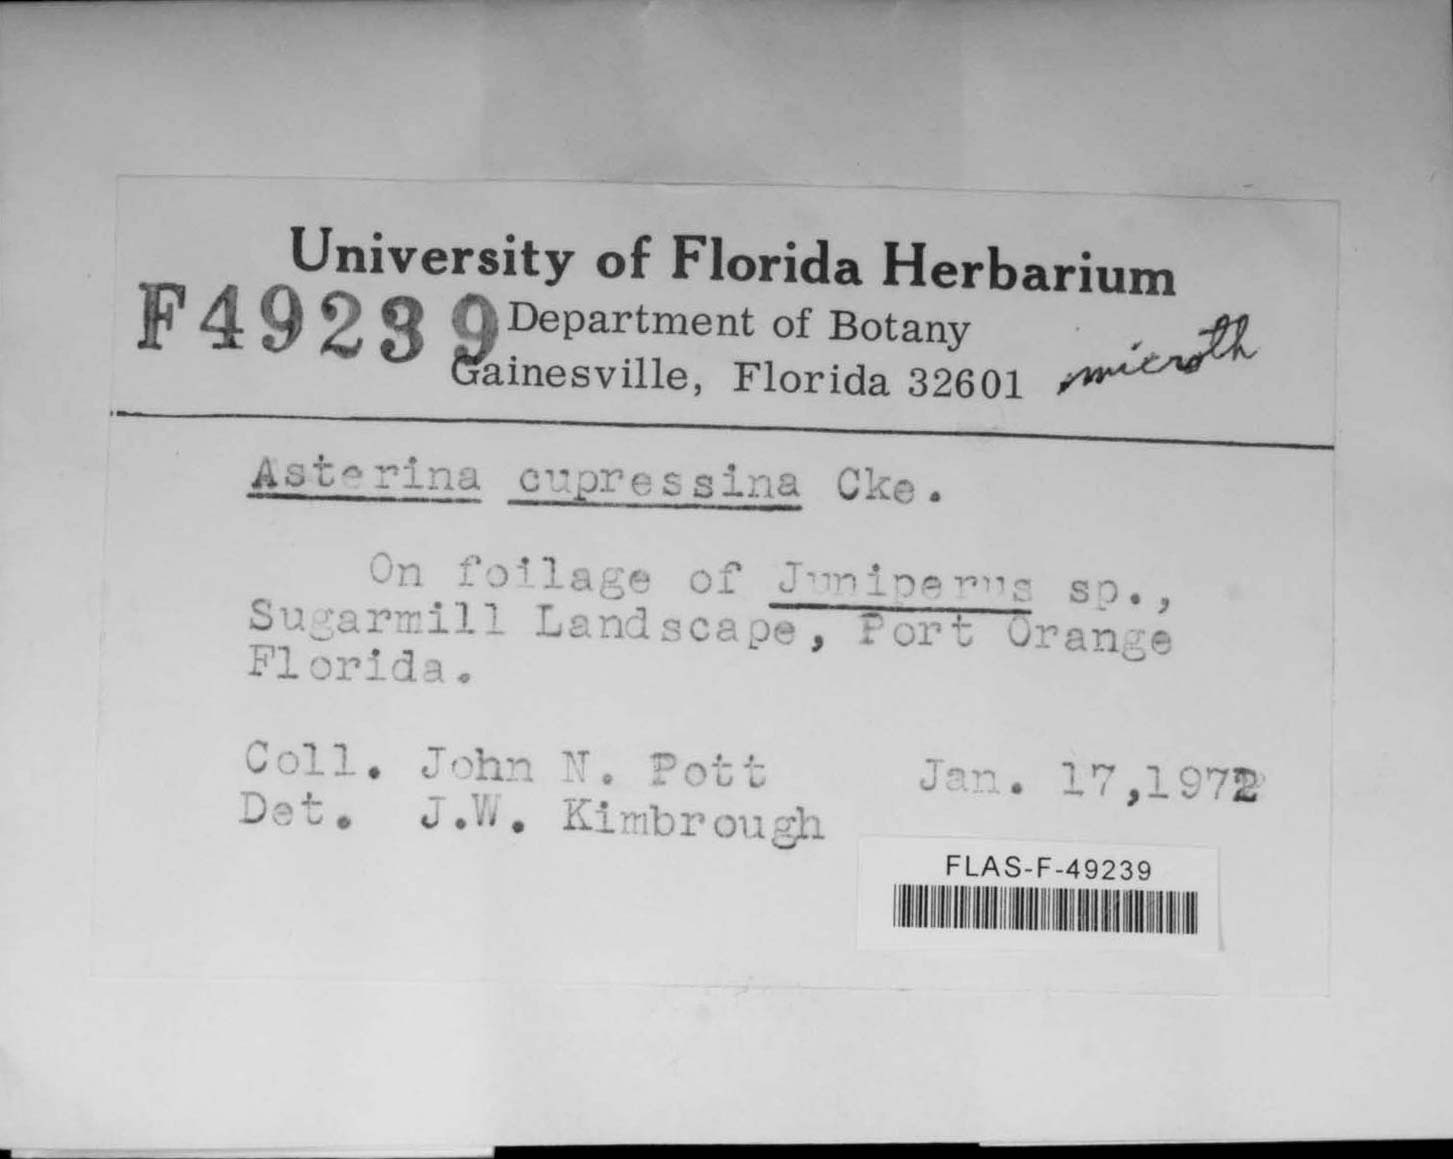 University of Florida Herbarium
F49239
Department of Botany
Gainesville, Florida 32601
microth
Asterina cupressina Cke.
On foilage of Juniperus sp.,
Sugarmill Landscape, Port Orange
Florida.
Coll. John N. Pott Jan. 17,1972
Det. J.W. Kimbrough
FLAS-F-49239